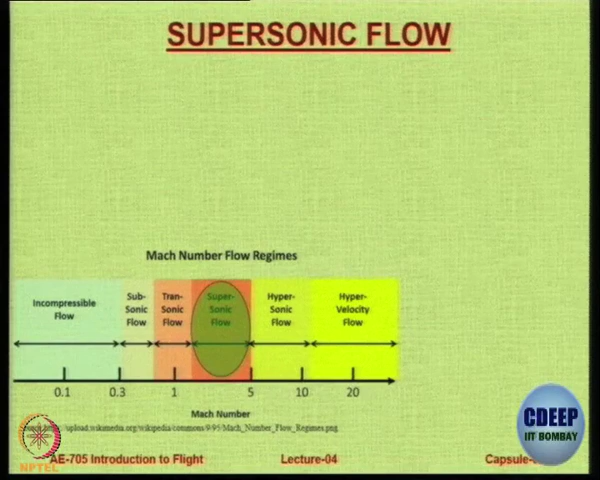 SUPERSONIC FLOW
Mach Number Flow Regimes
Incompressible
Flow
Sub-
Sonic
Flow
Tran-
Sonic
Flow
Super-
Sonic
Flow
Hyper-
Sonic
Flow
Hyper-
Velocity
Flow
0.1 0.3 1 5 10 20
Mach Number
/upload.wikimedia.org/wikipedia/commons/9/95/Mach_Number_Flow_Regimes.png
CDEEP
IIT BOMBAY
NPTEL
AE-705 Introduction to Flight Lecture-04